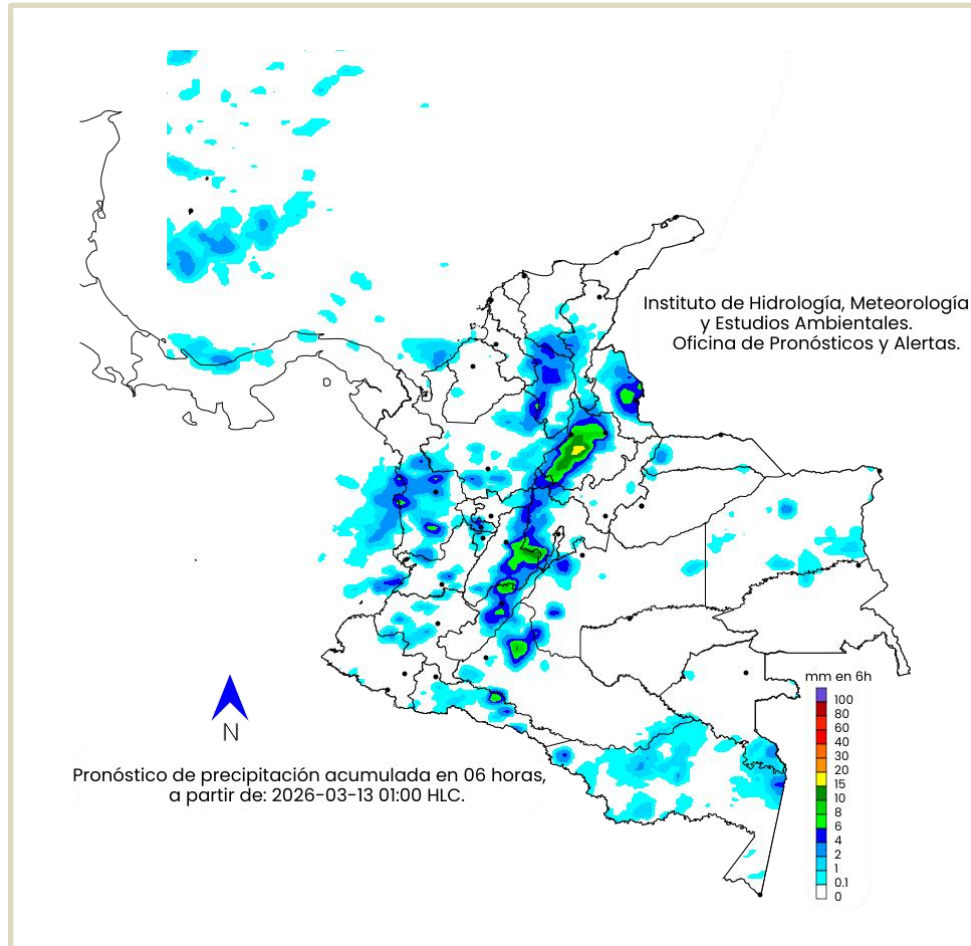 Instituto de Hidrología, Meteorología
y Estudios Ambientales.
Oficina de Pronósticos y Alertas.
mm en 6h
100
80
60
40
30
20
15
10
8
6
4
2
1
0.1
0
N
Pronóstico de precipitación acumulada en 06 horas,
a partir de: 2026-03-13 01:00 HLC.